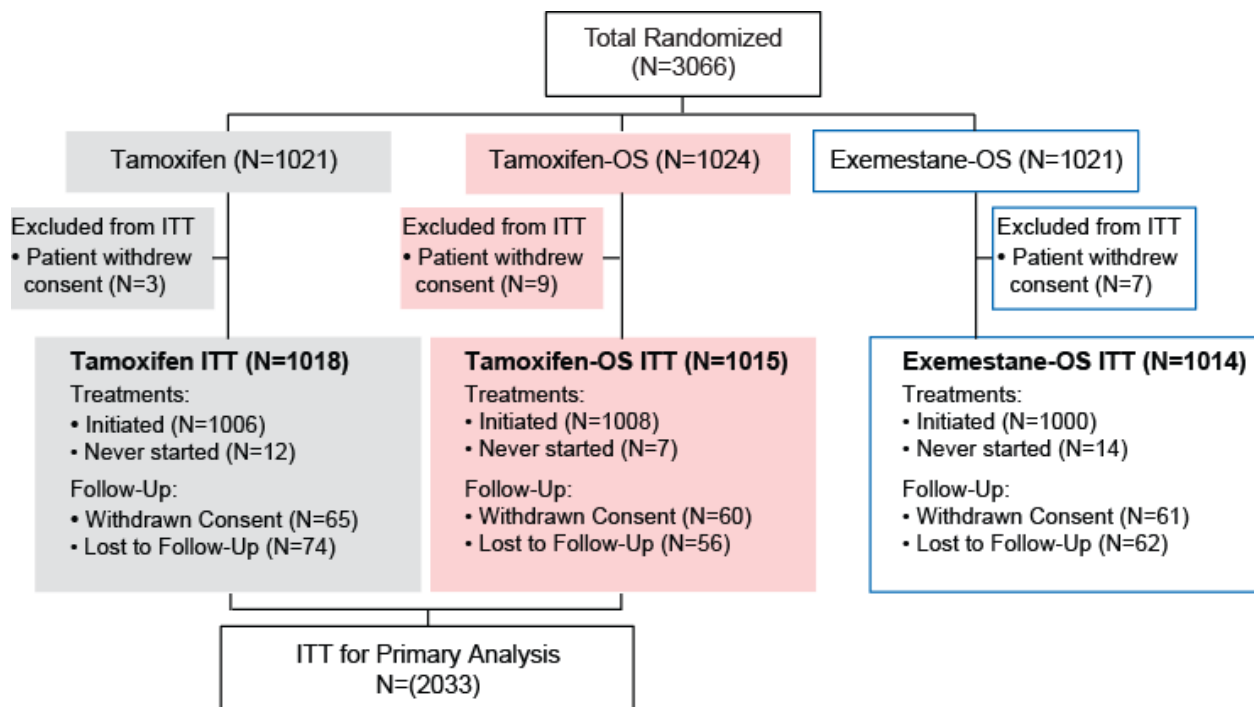 Total Randomized
(N=3066)
Tamoxifen (N=1021)
Tamoxifen-OS (N=1024)
Exemestane-OS (N=1021)
Excluded from ITT
• Patient withdrew
consent (N=3)
Excluded from ITT
• Patient withdrew
consent (N=9)
Excluded from ITT
• Patient withdrew
consent (N=7)
Tamoxifen ITT (N=1018)
Treatments:
• Initiated (N=1006)
• Never started (N=12)
Follow-Up:
• Withdrawn Consent (N=65)
• Lost to Follow-Up (N=74)
Tamoxifen-OS ITT (N=1015)
Treatments:
• Initiated (N=1008)
• Never started (N=7)
Follow-Up:
• Withdrawn Consent (N=60)
• Lost to Follow-Up (N=56)
Exemestane-OS ITT (N=1014)
Treatments:
• Initiated (N=1000)
• Never started (N=14)
Follow-Up:
• Withdrawn Consent (N=61)
• Lost to Follow-Up (N=62)
ITT for Primary Analysis
N=(2033)